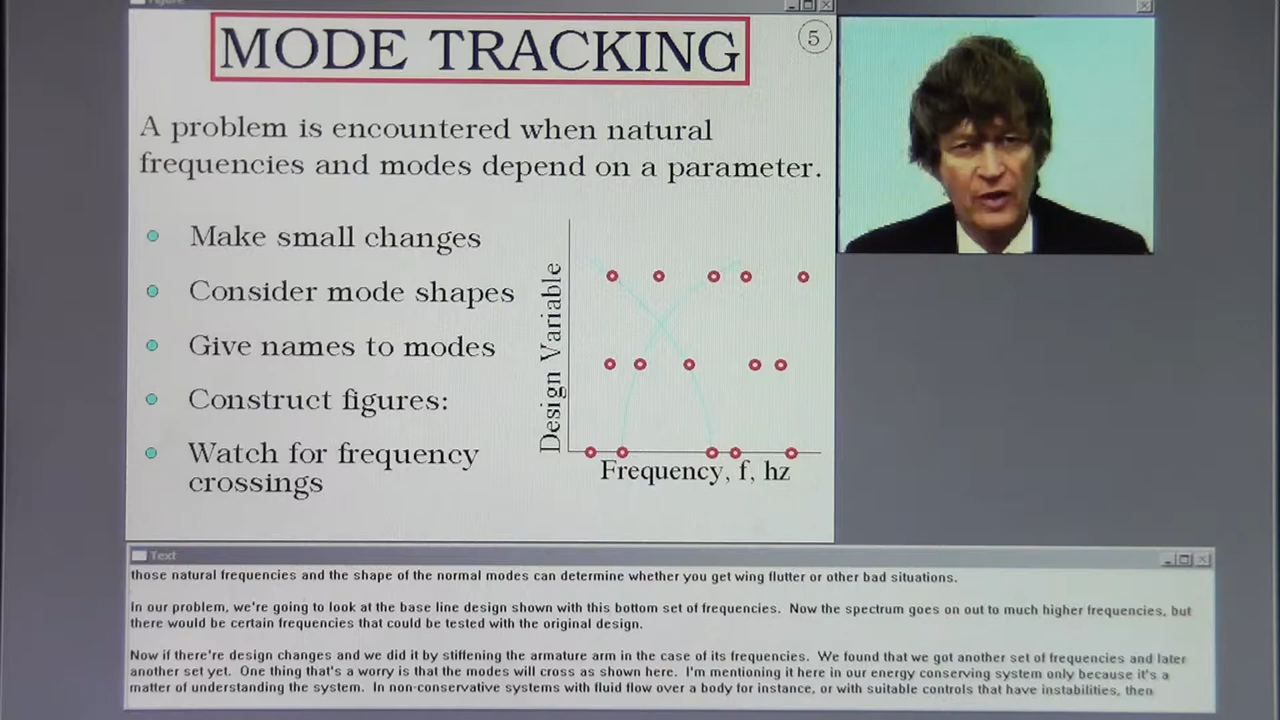 MODE TRACKING
5
A problem is encountered when natural
frequencies and modes depend on a parameter.
Make small changes
Consider mode shapes
Give names to modes
Construct figures:
Watch for frequency
crossings
Design Variable
Frequency, f, hz
Text
those natural frequencies and the shape of the normal modes can determine whether you get wing flutter or other bad situations.
In our problem, we're going to look at the base line design shown with this bottom set of frequencies. Now the spectrum goes on out to much higher frequencies, but
there would be certain frequencies that could be tested with the original design.
Now if there're design changes and we did it by stiffening the armature arm in the case of its frequencies. We found that we got another set of frequencies and later
another set yet. One thing that's a worry is that the modes will cross as shown here. I'm mentioning it here in our energy conserving system only because it's a
matter of understanding the system. In non-conservative systems with fluid flow over a body for instance, or with suitable controls that have instabilities, then